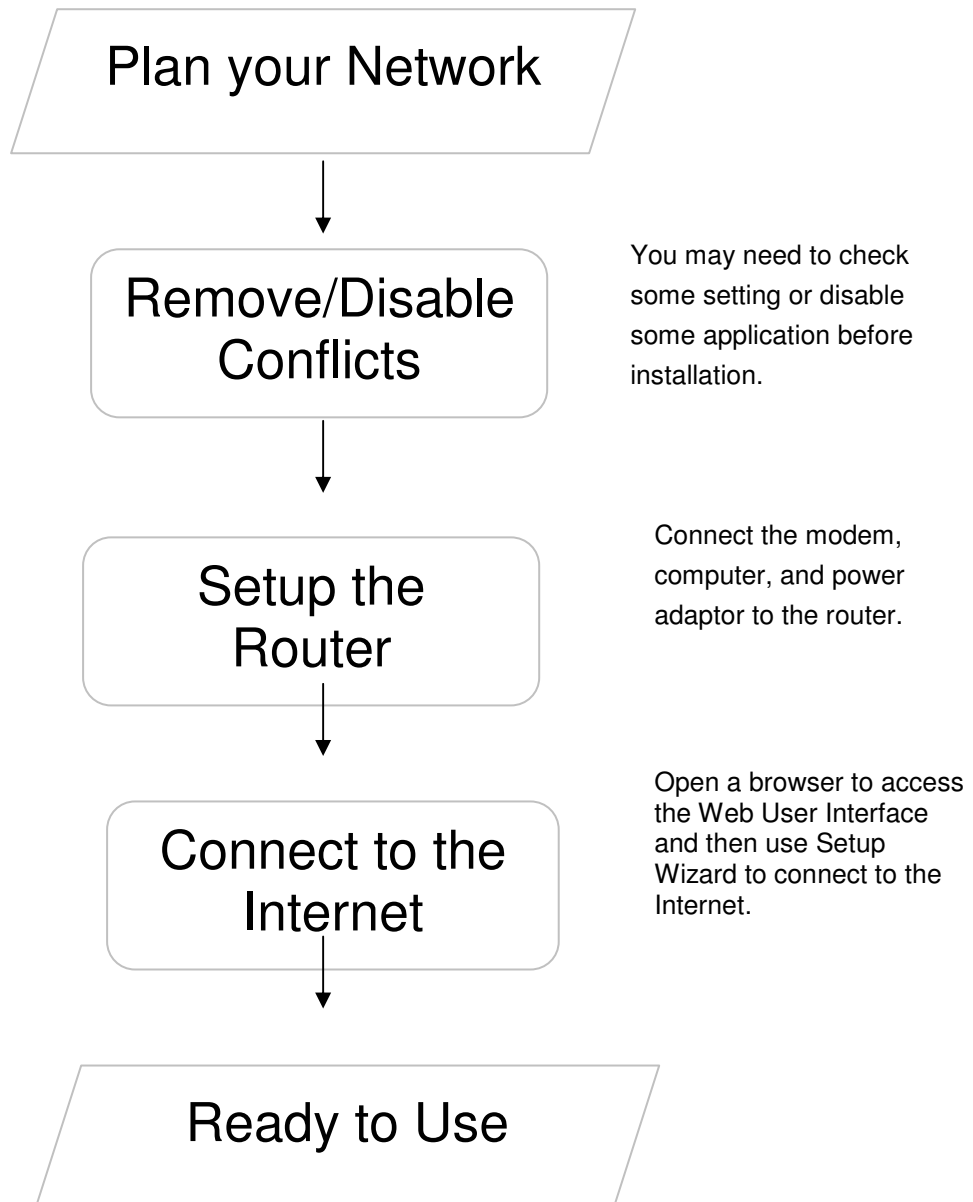 Plan your Network
Remove/Disable
Conflicts
You may need to check
some setting or disable
some application before
installation.
Setup the
Router
Connect the modem,
computer, and power
adaptor to the router.
Connect to the
Internet
Open a browser to access
the Web User Interface
and then use Setup
Wizard to connect to the
Internet.
Ready to Use